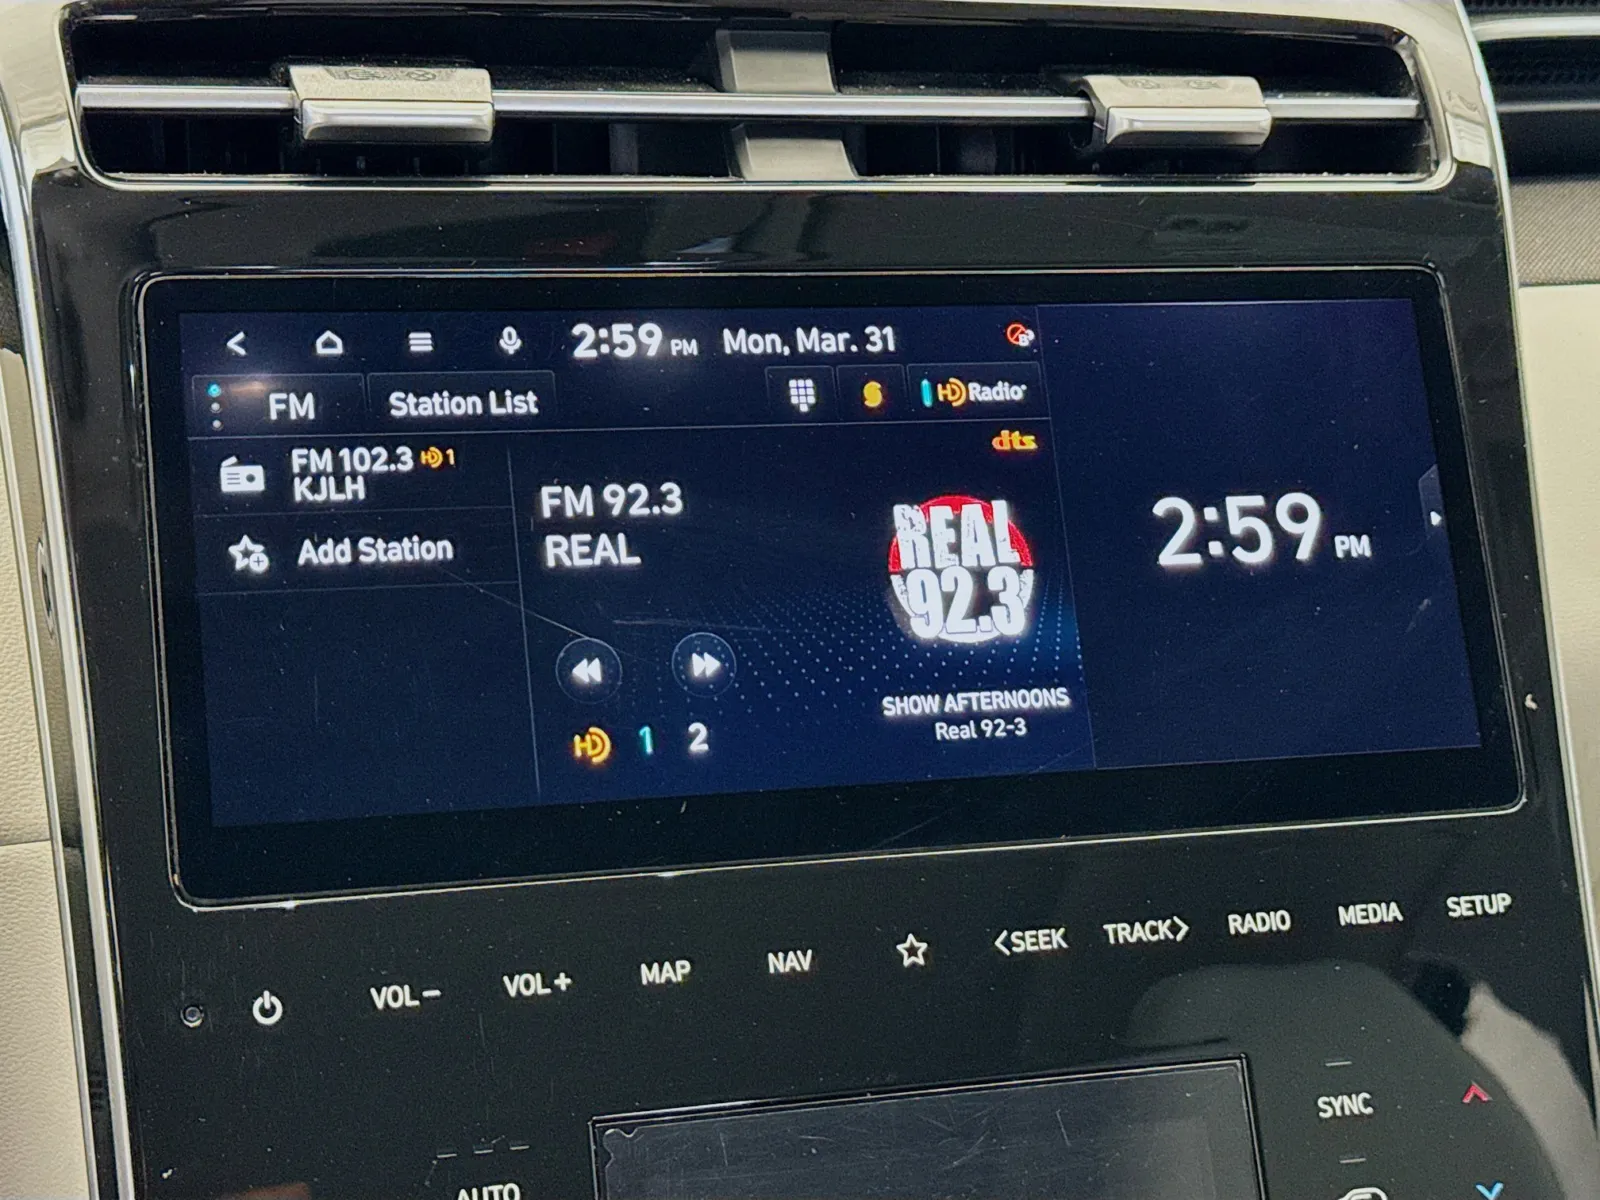 2:59 PM Mon, Mar. 31
FM Station List HD Radio
dts
FM 102.3 HD 1
KJLH
Add Station
FM 92.3
REAL
REAL
92.3
HD 1 2
SHOW AFTERNOONS
Real 92-3
2:59 PM
VOL- VOL+ MAP NAV <SEEK TRACK> RADIO MEDIA SETUP
SYNC
AUTO